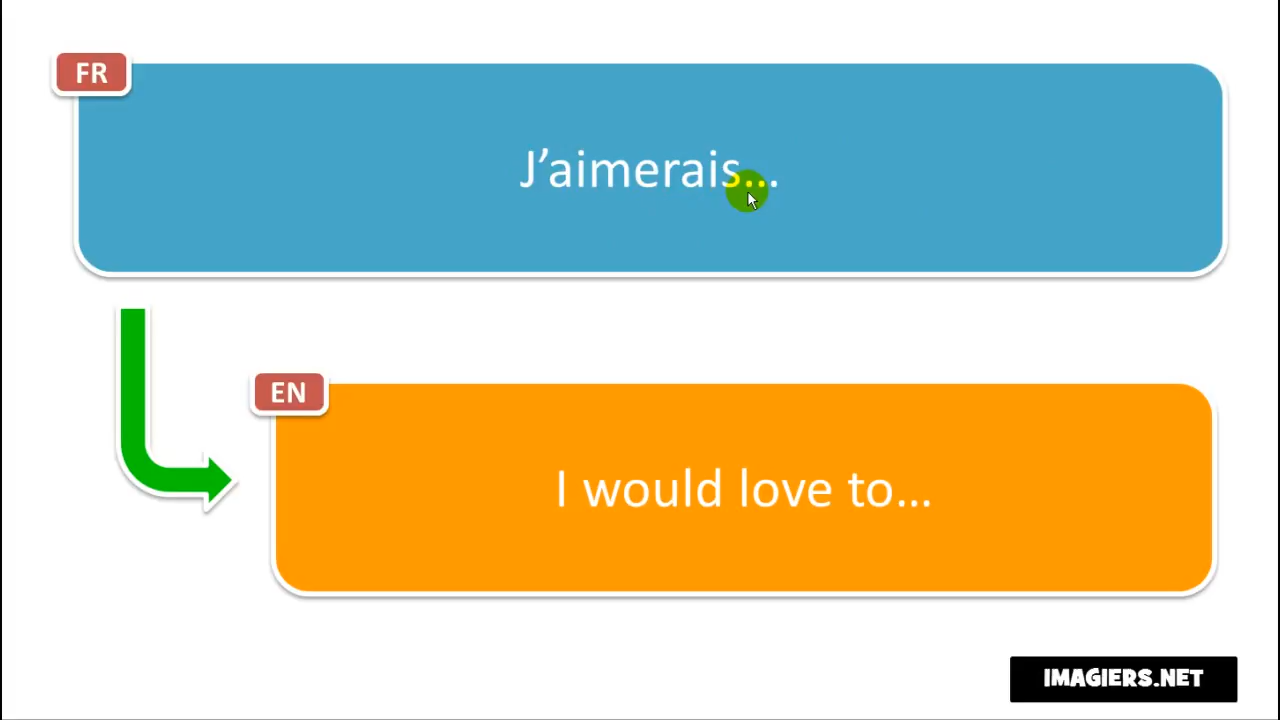 FR
J’aimerais...
EN
I would love to...
IMAGIERS.NET